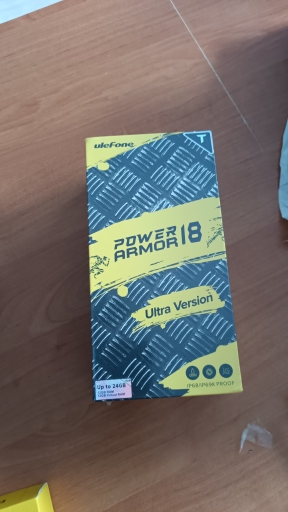 uleFone
T
POWER
ARMOR 18
Ultra Version
Up to 24GB
IP68/IP69K PROOF